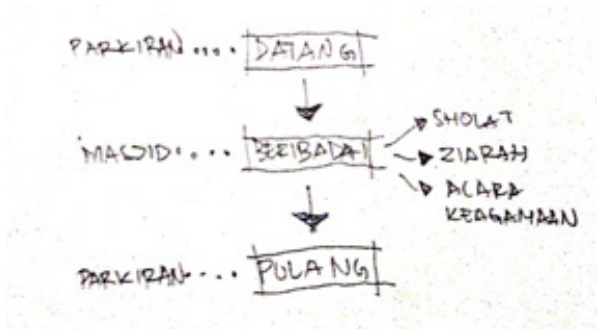 PARKIRAN .... DATANG
SHOLAT
MASJID .... BERIBADAH
ZIARAH
ACARA
KEAGAMAAN
PARKIRAN .... PULANG